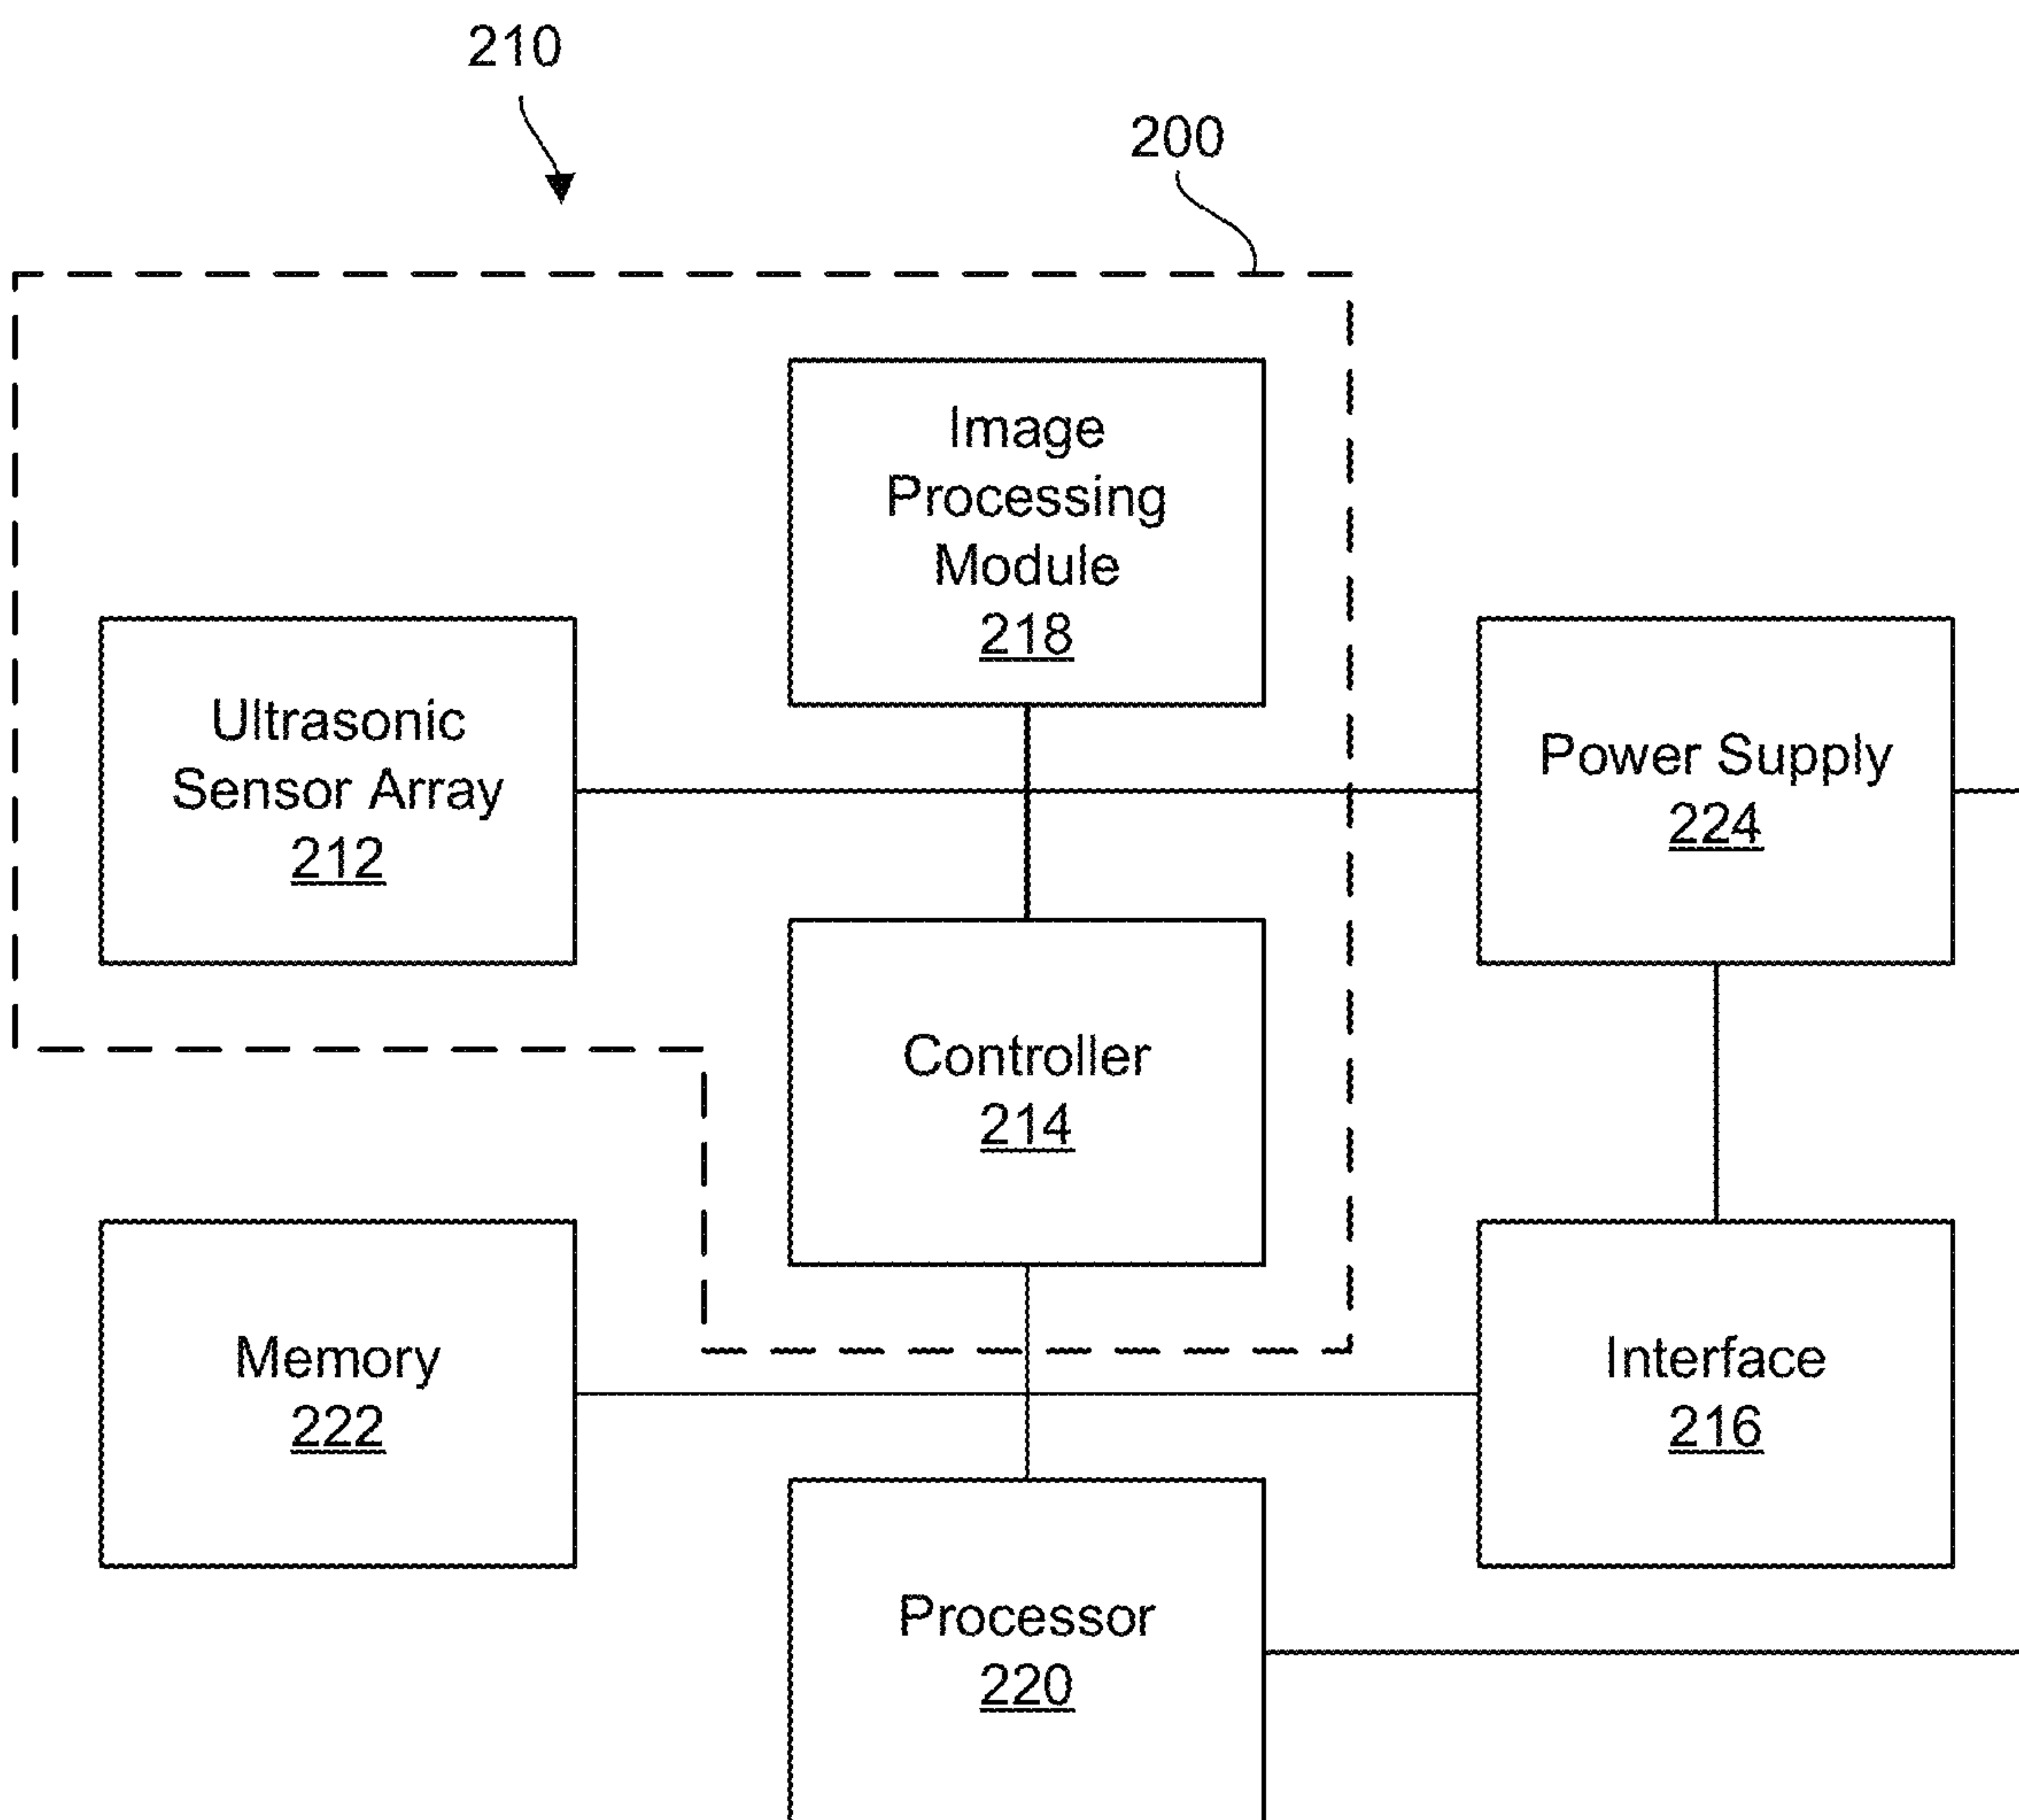 210
200
Image
Processing
Module
218
Ultrasonic
Sensor Array
212
Power Supply
224
Controller
214
Memory
222
Interface
216
Processor
220